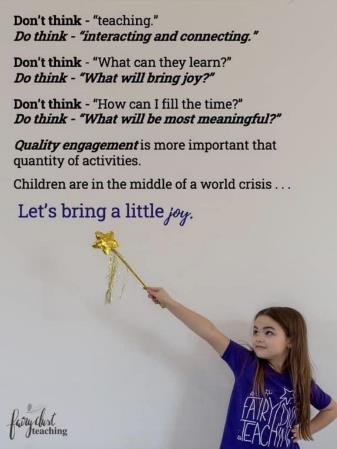 Don't think - “teaching.”
Do think - “interacting and connecting.”
Don't think - “What can they learn?”
Do think - “What will bring joy?”
Don't think - “How can I fill the time?”
Do think - “What will be most meaningful?”
Quality engagement is more important that
quantity of activities.
Children are in the middle of a world crisis . . .
Let's bring a little joy.
FAIRY DUST
TEACHING
fairy dust
teaching